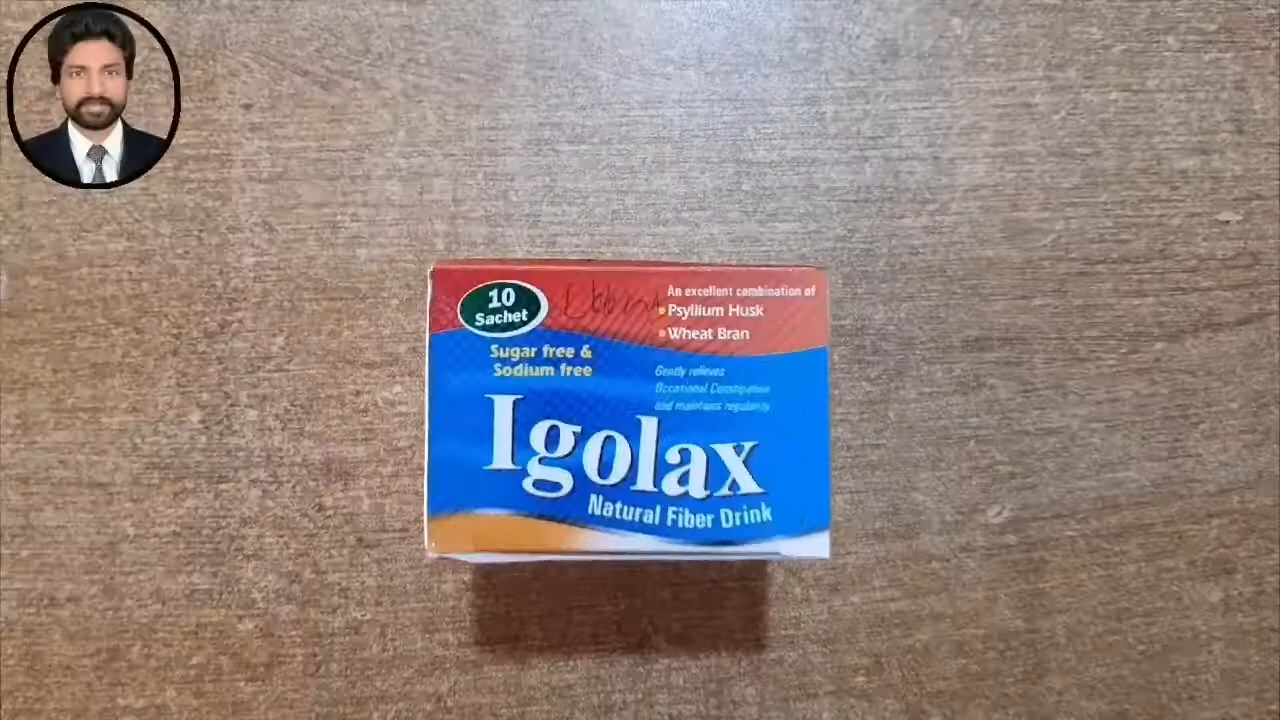 10
Sachet
An excellent combination of
• Psyllium Husk
• Wheat Bran
Sugar free &
Sodium free
Gently relieves
Occasional Constipation
and maintains regularity
Igolax
Natural Fiber Drink